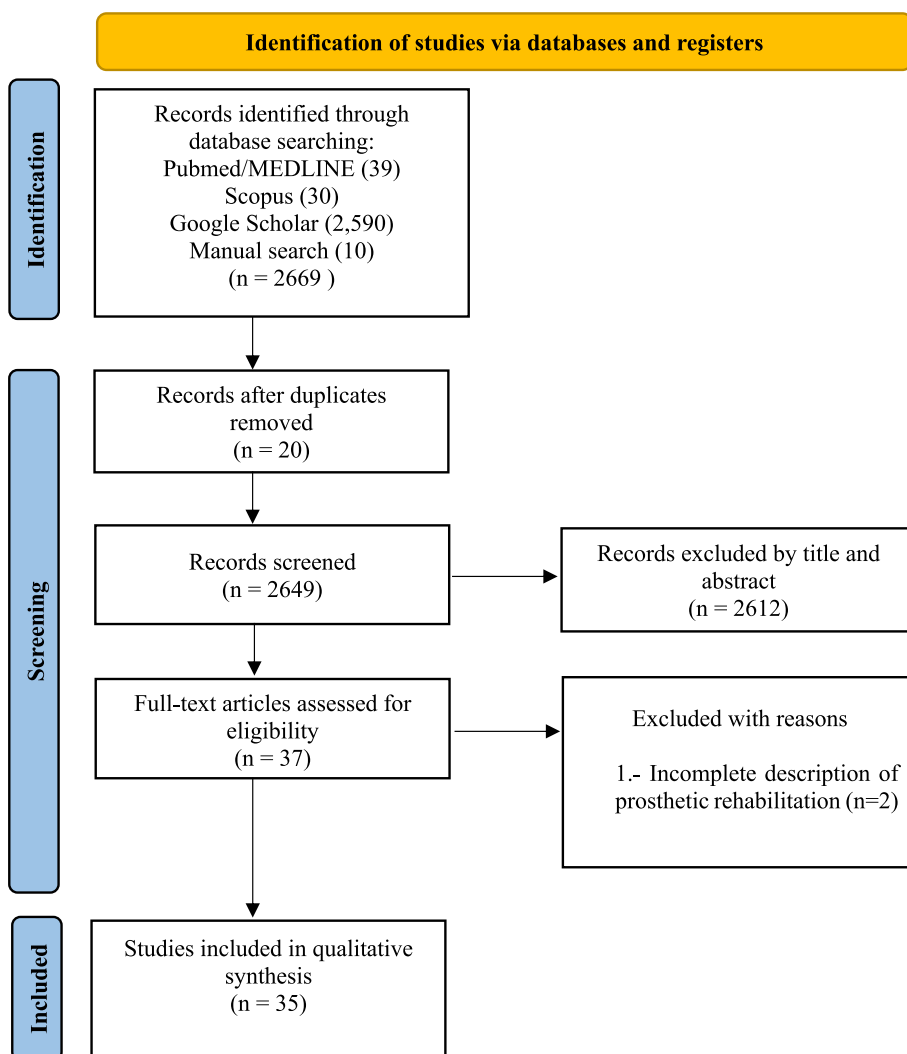 Identification of studies via databases and registers
Identification
Records identified through
database searching:
Pubmed/MEDLINE (39)
Scopus (30)
Google Scholar (2,590)
Manual search (10)
(n = 2669 )
Screening
Records after duplicates
removed
(n = 20)
Records screened
(n = 2649)
Records excluded by title and
abstract
(n = 2612)
Full-text articles assessed for
eligibility
(n = 37)
Excluded with reasons
1.- Incomplete description of
prosthetic rehabilitation (n=2)
Included
Studies included in qualitative
synthesis
(n = 35)